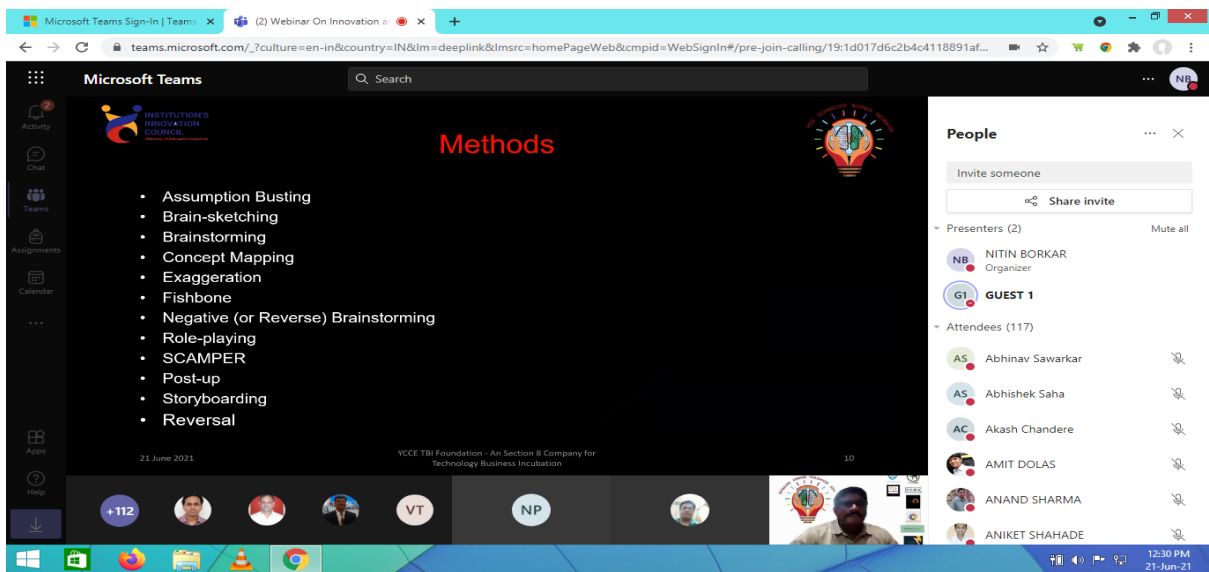 Microsoft Teams Sign-In | Teams
(2) Webinar On Innovation a
teams.microsoft.com/_?culture=en-in&country=IN&lm=deeplink&lmsrc=homePageWeb&cmpid=WebSignIn#/pre-join-calling/19:1d017d6c2b4c4118891af...
Microsoft Teams
Search
NB
2
Activity
Chat
Teams
Assignments
Calendar
Apps
Help
INSTITUTION'S
INNOVATION
COUNCIL
Methods
• Assumption Busting
• Brain-sketching
• Brainstorming
• Concept Mapping
• Exaggeration
• Fishbone
• Negative (or Reverse) Brainstorming
• Role-playing
• SCAMPER
• Post-up
• Storyboarding
• Reversal
21 June 2021
YCCE TBI Foundation - An Section 8 Company for
Technology Business Incubation
10
+112
VT
NP
People
Invite someone
Share invite
Presenters (2)
Mute all
NB
NITIN BORKAR
Organizer
G1
GUEST 1
Attendees (117)
AS
Abhinav Sawarkar
AS
Abhishek Saha
AC
Akash Chandere
AMIT DOLAS
ANAND SHARMA
ANIKET SHAHADE
12:30 PM
21-Jun-21